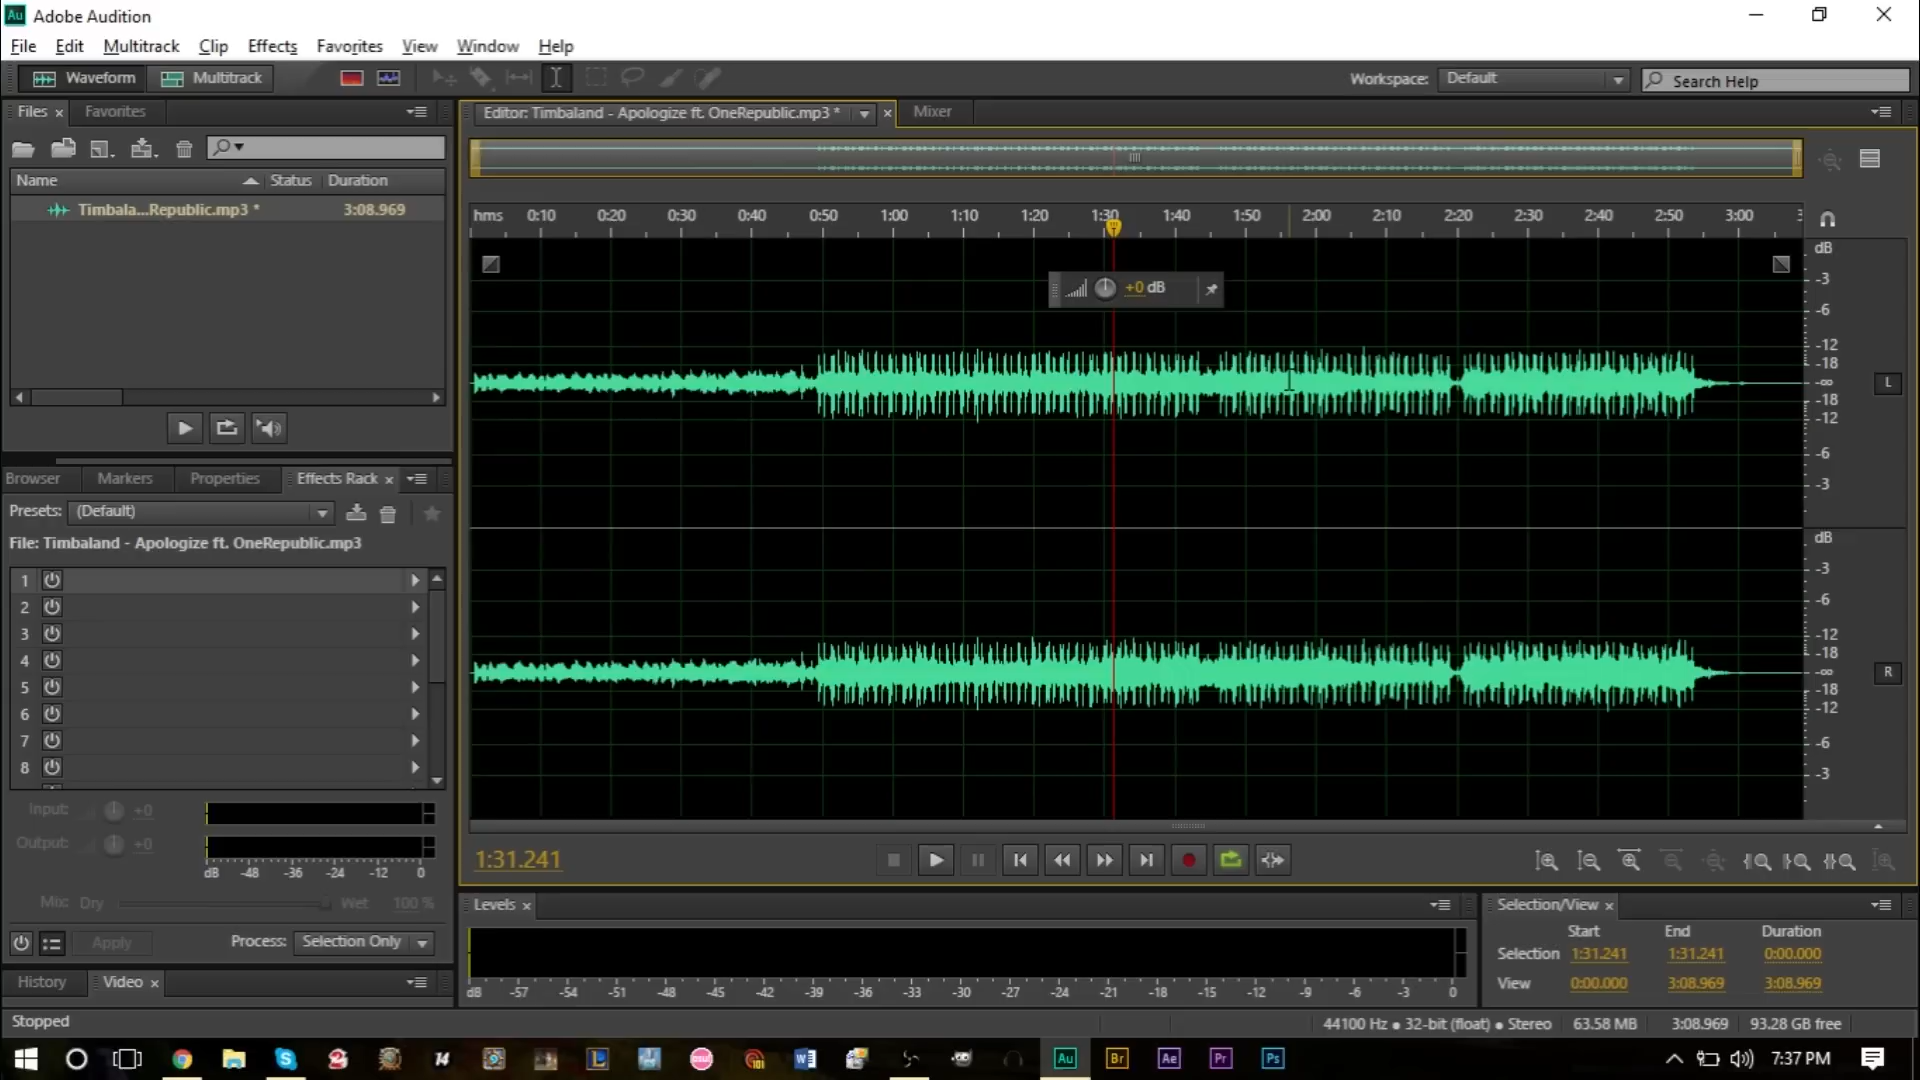 Au Adobe Audition
File Edit Multitrack Clip Effects Favorites View Window Help
Waveform Multitrack Workspace: Default Search Help
Files × Favorites
Editor: Timbaland - Apologize ft. OneRepublic.mp3 * × Mixer
Name Status Duration
Timbala...Republic.mp3 * 3:08.969
hms 0:10 0:20 0:30 0:40 0:50 1:00 1:10 1:20 1:30 1:40 1:50 2:00 2:10 2:20 2:30 2:40 2:50 3:00
+0 dB
dB
-3
-6
-12
-18
-∞
-18
-12
-6
-3
L
dB
-3
-6
-12
-18
-∞
-18
-12
-6
-3
R
Browser Markers Properties Effects Rack ×
Presets: (Default)
File: Timbaland - Apologize ft. OneRepublic.mp3
1
2
3
4
5
6
7
8
Input: +0
Output: +0
dB -48 -36 -24 -12 0
Mix: Dry Wet 100 %
Apply Process: Selection Only
History Video ×
1:31.241
Levels ×
dB -57 -54 -51 -48 -45 -42 -39 -36 -33 -30 -27 -24 -21 -18 -15 -12 -9 -6 -3 0
Selection/View ×
Start End Duration
Selection 1:31.241 1:31.241 0:00.000
View 0:00.000 3:08.969 3:08.969
Stopped
44100 Hz • 32-bit (float) • Stereo 63.58 MB 3:08.969 93.28 GB free
14 L osu! 101 W Au Br Ae Pr Ps 7:37 PM